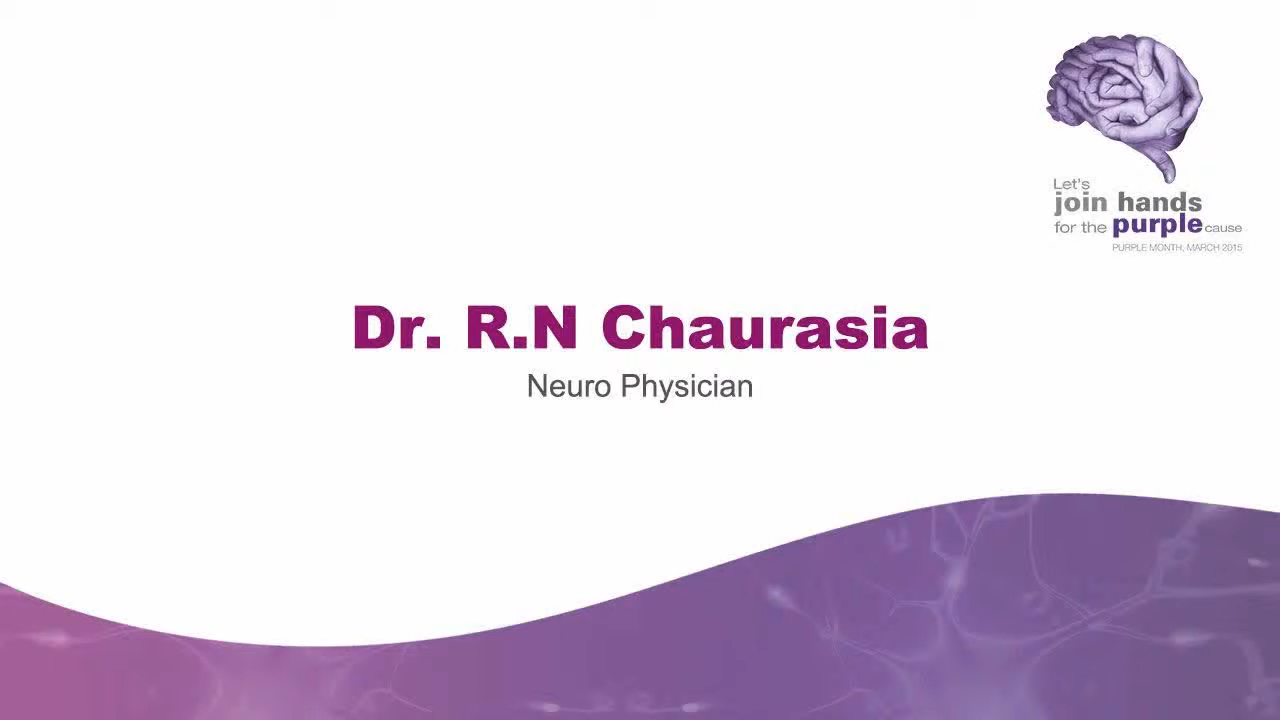 Let's
join hands
for the purple cause
PURPLE MONTH, MARCH 2015
Dr. R.N Chaurasia
Neuro Physician